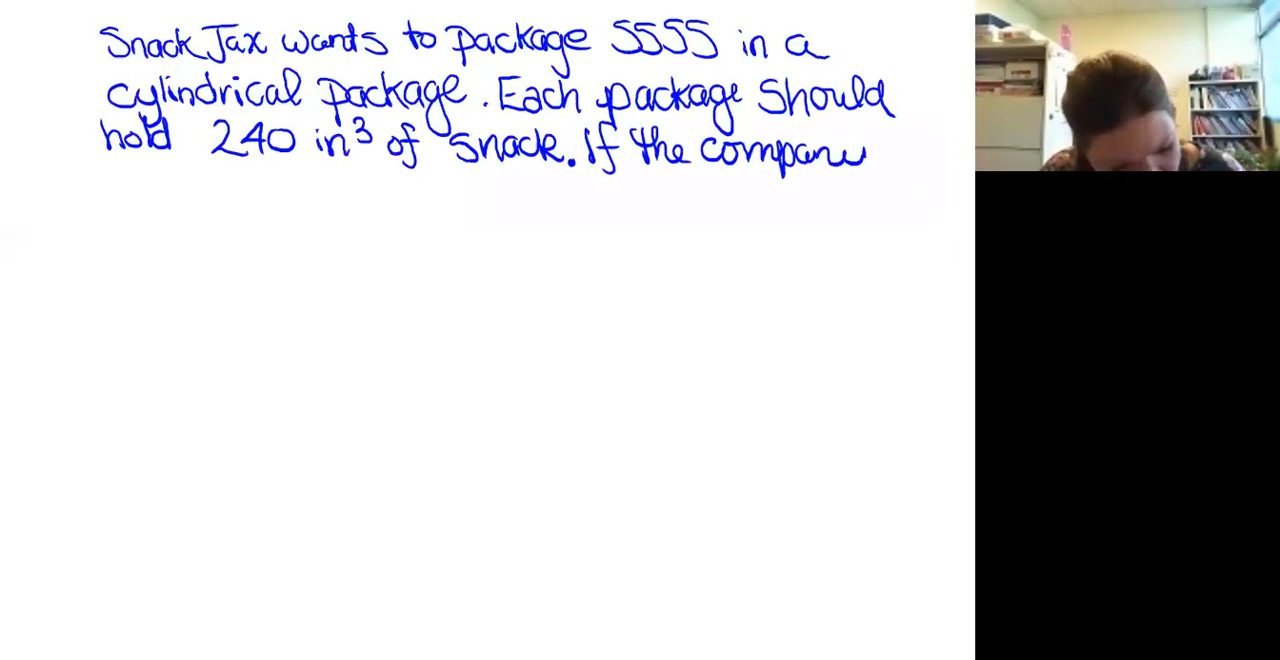 Snack Jax wants to package SSSS in a
cylindrical package. Each package should
hold 240 in³ of snack. If the company